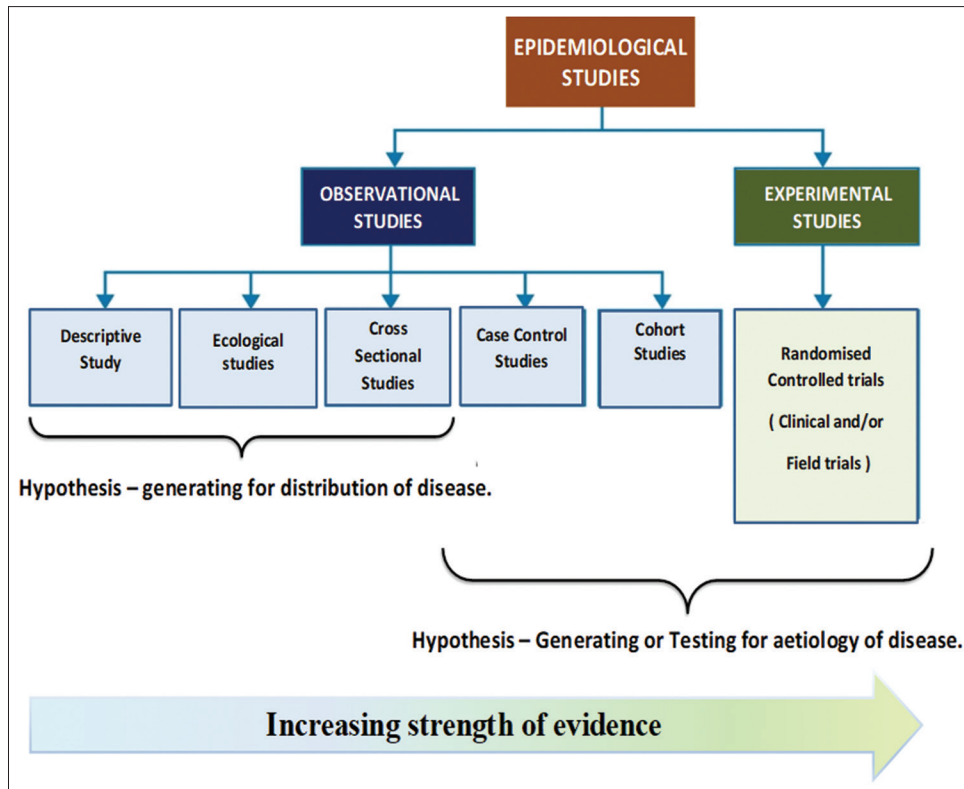 EPIDEMIOLOGICAL
STUDIES
OBSERVATIONAL
STUDIES
EXPERIMENTAL
STUDIES
Descriptive
Study
Ecological
studies
Cross
Sectional
Studies
Case Control
Studies
Cohort
Studies
Randomised
Controlled trials
( Clinical and/or
Field trials )
Hypothesis – generating for distribution of disease.
Hypothesis – Generating or Testing for aetiology of disease.
Increasing strength of evidence